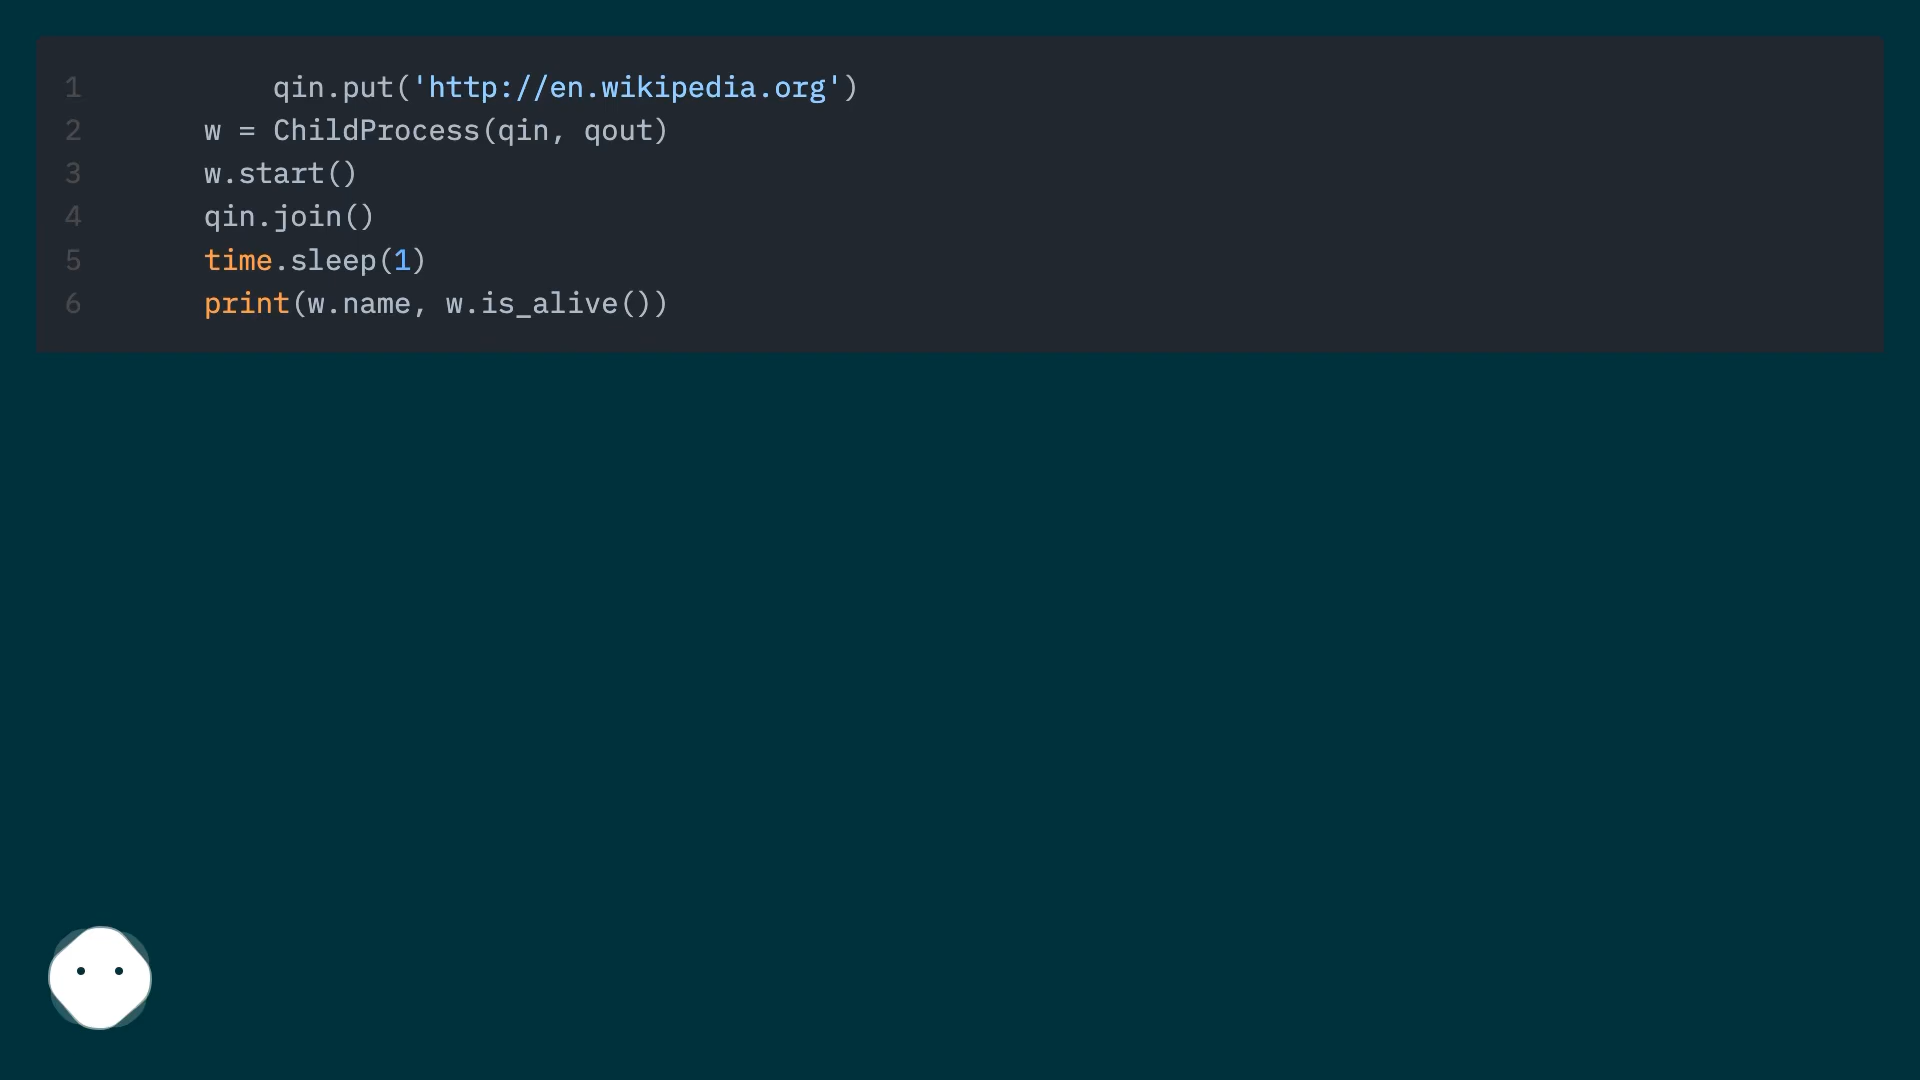 1 qin.put('http://en.wikipedia.org')
2 w = ChildProcess(qin, qout)
3 w.start()
4 qin.join()
5 time.sleep(1)
6 print(w.name, w.is_alive())